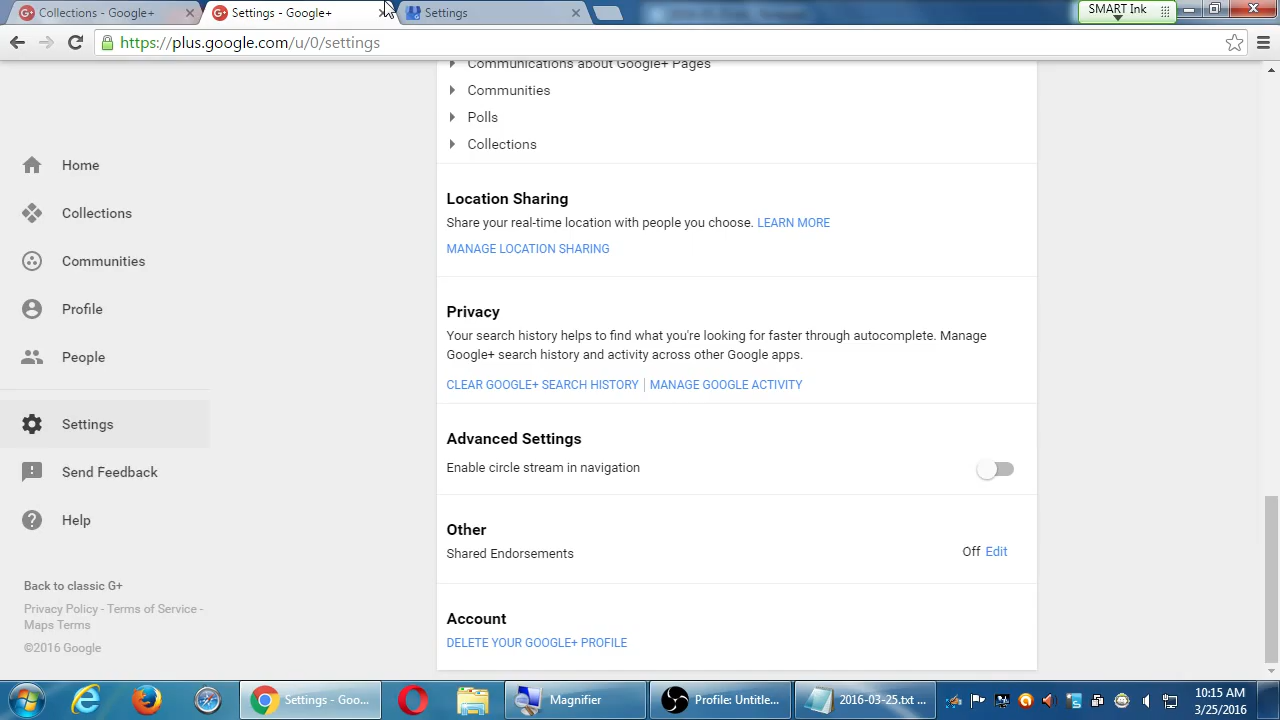 Collections - Google+
Settings - Google+
Settings
SMART Ink
https://plus.google.com/u/0/settings
Communications about Google+ Pages
Communities
Polls
Collections
Home
Collections
Communities
Profile
People
Settings
Send Feedback
Help
Back to classic G+
Privacy Policy - Terms of Service -
Maps Terms
©2016 Google
Location Sharing
Share your real-time location with people you choose. LEARN MORE
MANAGE LOCATION SHARING
Privacy
Your search history helps to find what you're looking for faster through autocomplete. Manage
Google+ search history and activity across other Google apps.
CLEAR GOOGLE+ SEARCH HISTORY | MANAGE GOOGLE ACTIVITY
Advanced Settings
Enable circle stream in navigation
Other
Shared Endorsements
Off Edit
Account
DELETE YOUR GOOGLE+ PROFILE
Settings - Goo...
Magnifier
Profile: Untitle...
2016-03-25.txt ...
10:15 AM
3/25/2016